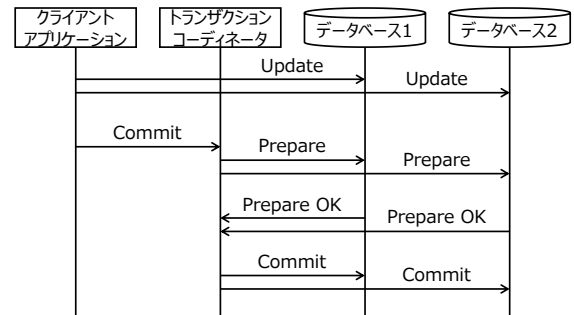 クライアント
アプリケーション
トランザクション
コーディネータ
データベース1
データベース2
Update
Update
Commit
Prepare
Prepare
Prepare OK
Prepare OK
Commit
Commit